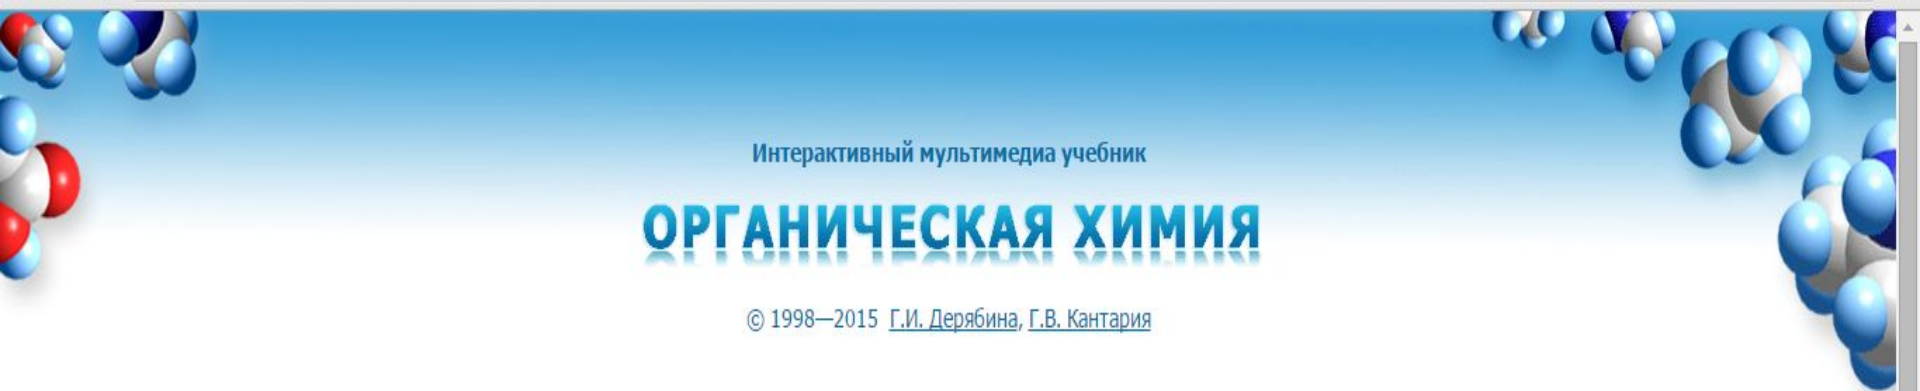 Интерактивный мультимедиа учебник
ОРГАНИЧЕСКАЯ ХИМИЯ
© 1998—2015 Г.И. Дерябина, Г.В. Кантария